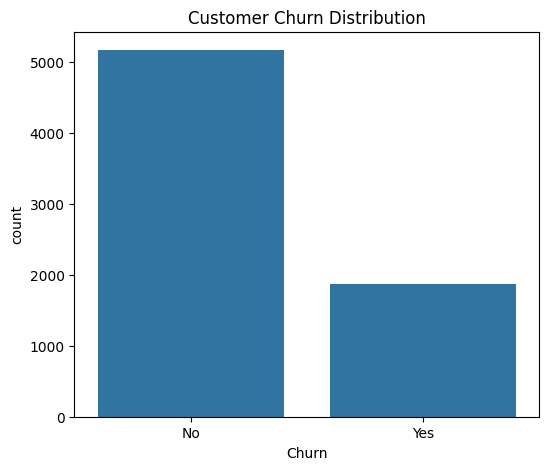 Customer Churn Distribution
5000
4000
3000
2000
1000
0
count
No
Yes
Churn